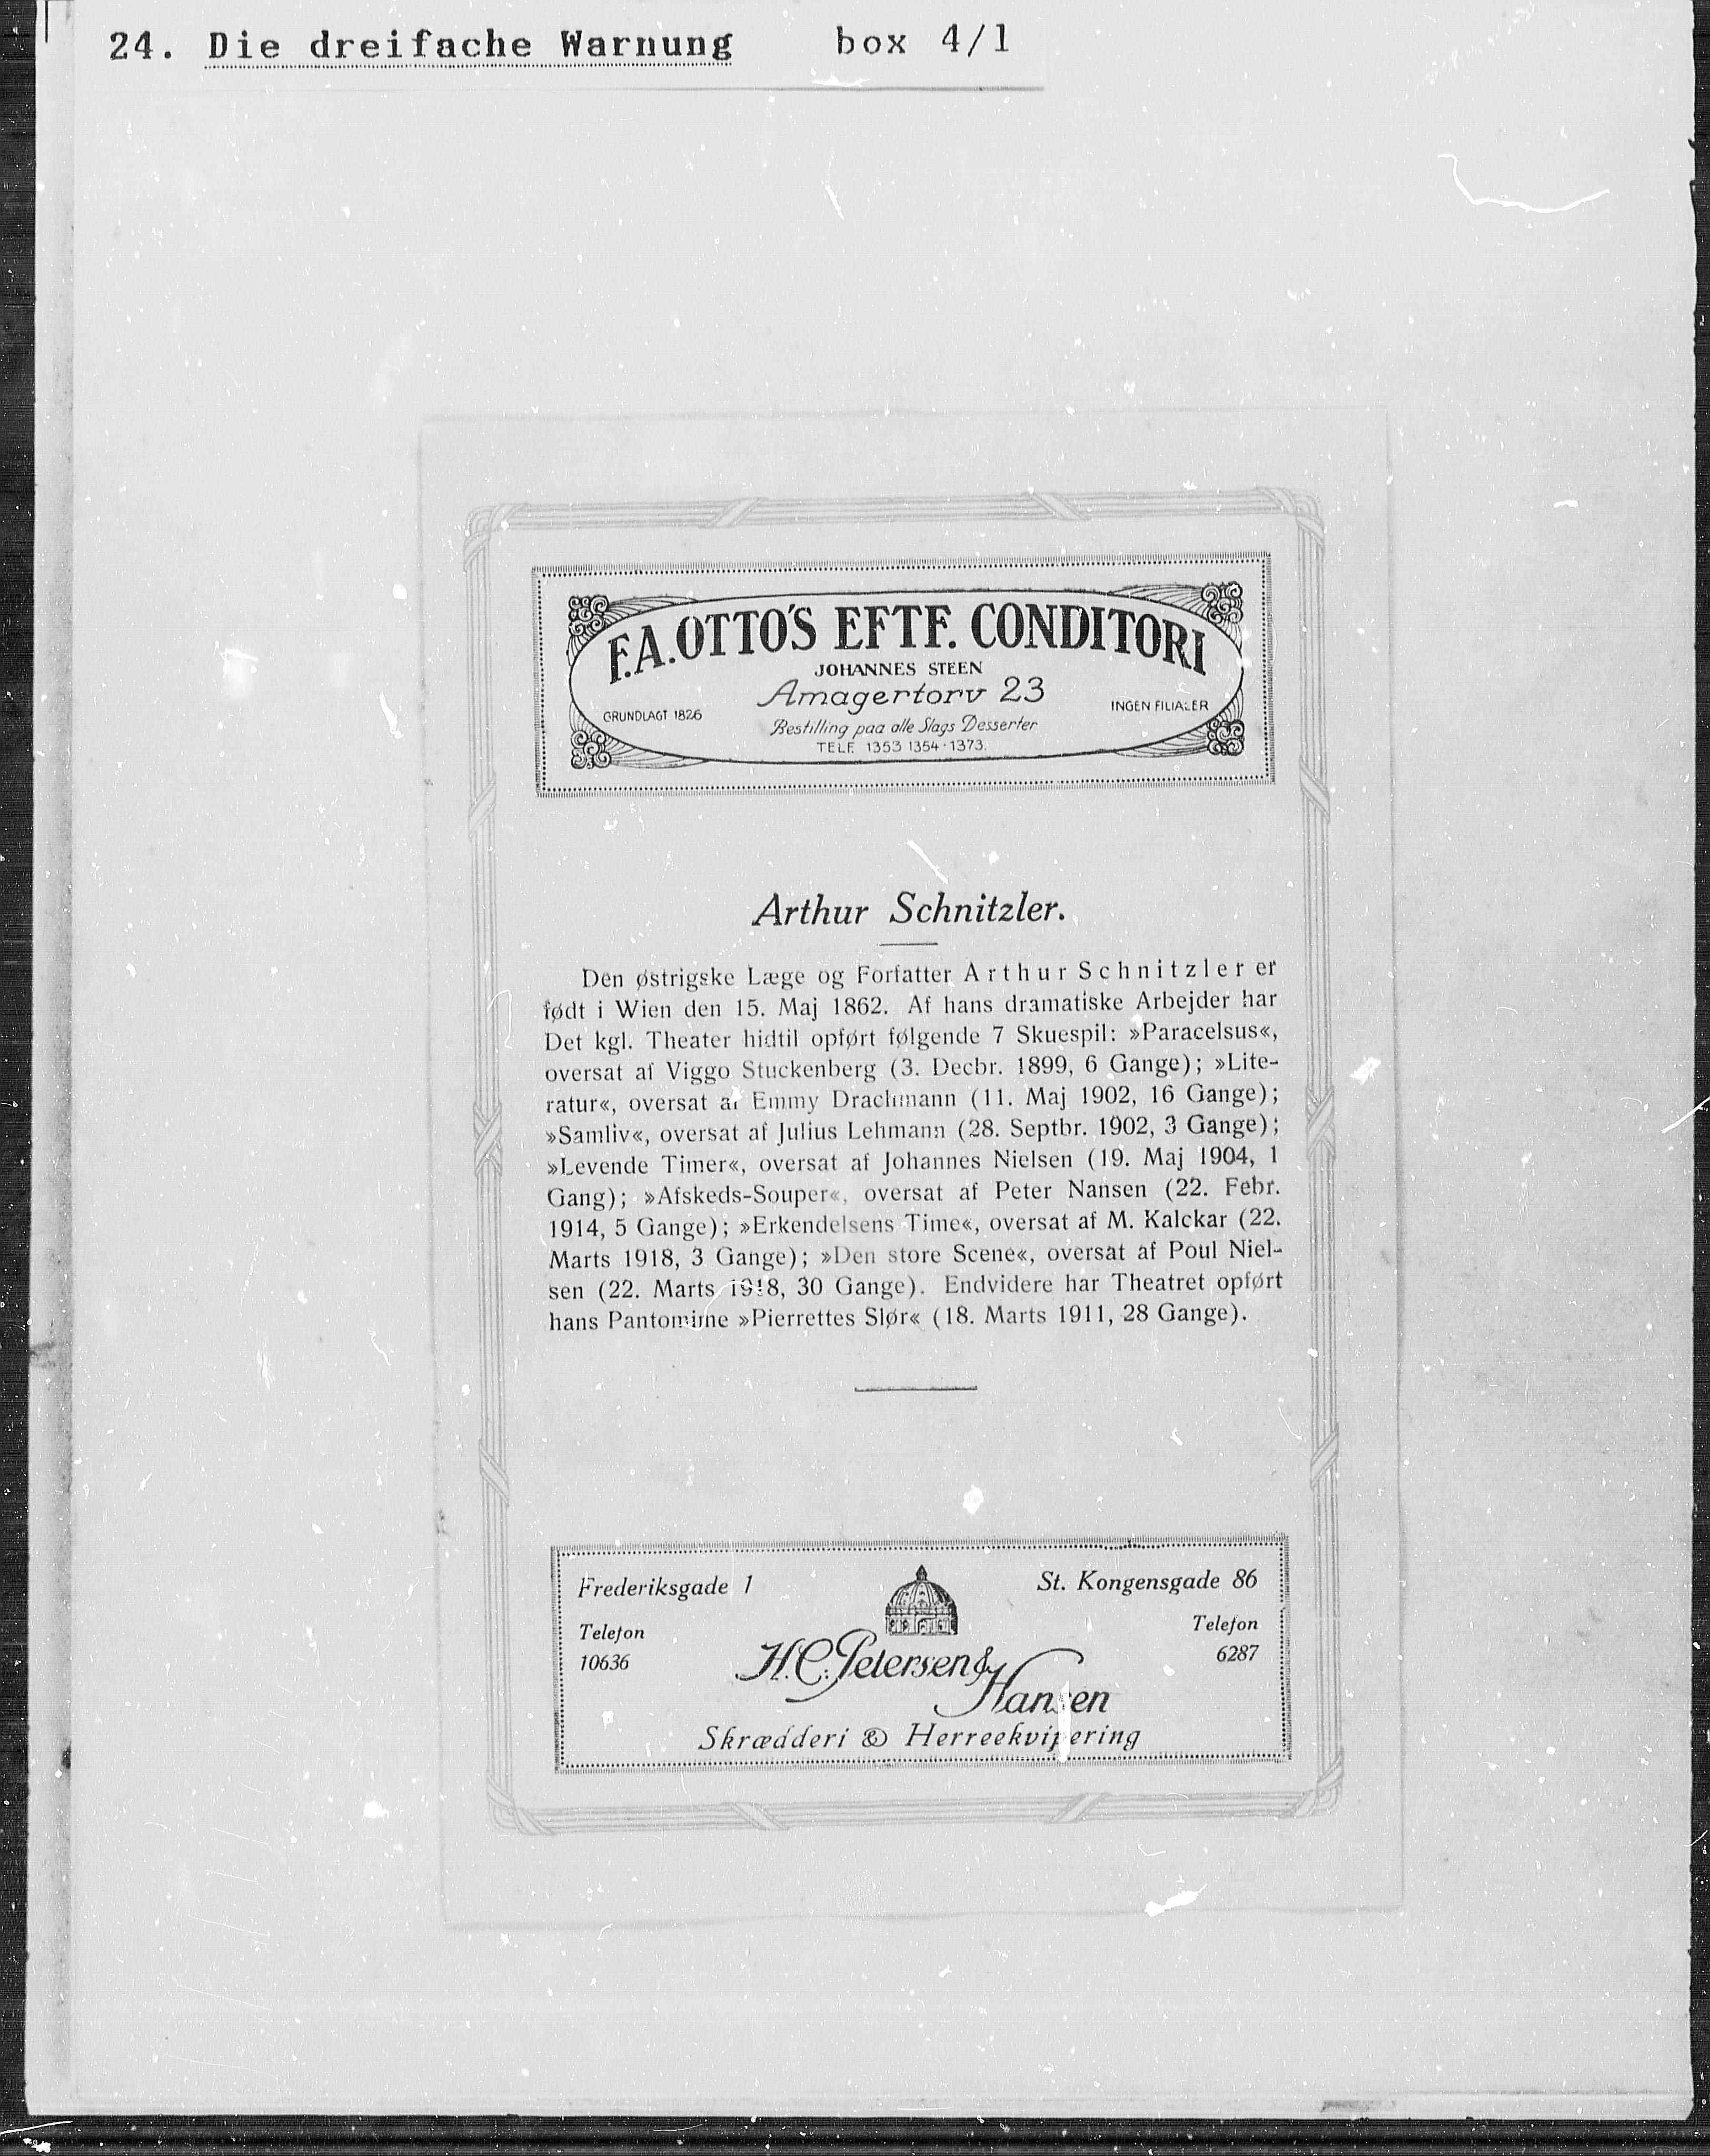 24. Die dreifache Warnung box 4/1
F.A. OTTO'S EFTF. CONDITORI
JOHANNES STEEN
Amagertorv 23
GRUNDLAGT 1826
INGEN FILIALER
Bestilling paa alle Slags Desserter
TELF. 1353 1354·1373.
Arthur Schnitzler.
Den østrigske Læge og Forfatter Arthur Schnitzler er
født i Wien den 15. Maj 1862. Af hans dramatiske Arbejder har
Det kgl. Theater hidtil opført følgende 7 Skuespil: »Paracelsus«,
oversat af Viggo Stuckenberg (3. Decbr. 1899, 6 Gange); »Lite-
ratur«, oversat af Emmy Drachmann (11. Maj 1902, 16 Gange);
»Samliv«, oversat af Julius Lehmann (28. Septbr. 1902, 3 Gange);
»Levende Timer«, oversat af Johannes Nielsen (19. Maj 1904, 1
Gang); »Afskeds-Souper«, oversat af Peter Nansen (22. Febr.
1914, 5 Gange); »Erkendelsens Time«, oversat af M. Kalckar (22.
Marts 1918, 3 Gange); »Den store Scene«, oversat af Poul Niel-
sen (22. Marts 1918, 30 Gange). Endvidere har Theatret opført
hans Pantomime »Pierrettes Slør« (18. Marts 1911, 28 Gange).
Frederiksgade 1
St. Kongensgade 86
Telefon
10636
Telefon
6287
H.C. Petersen &
Hansen
Skrædderi & Herreekvipering